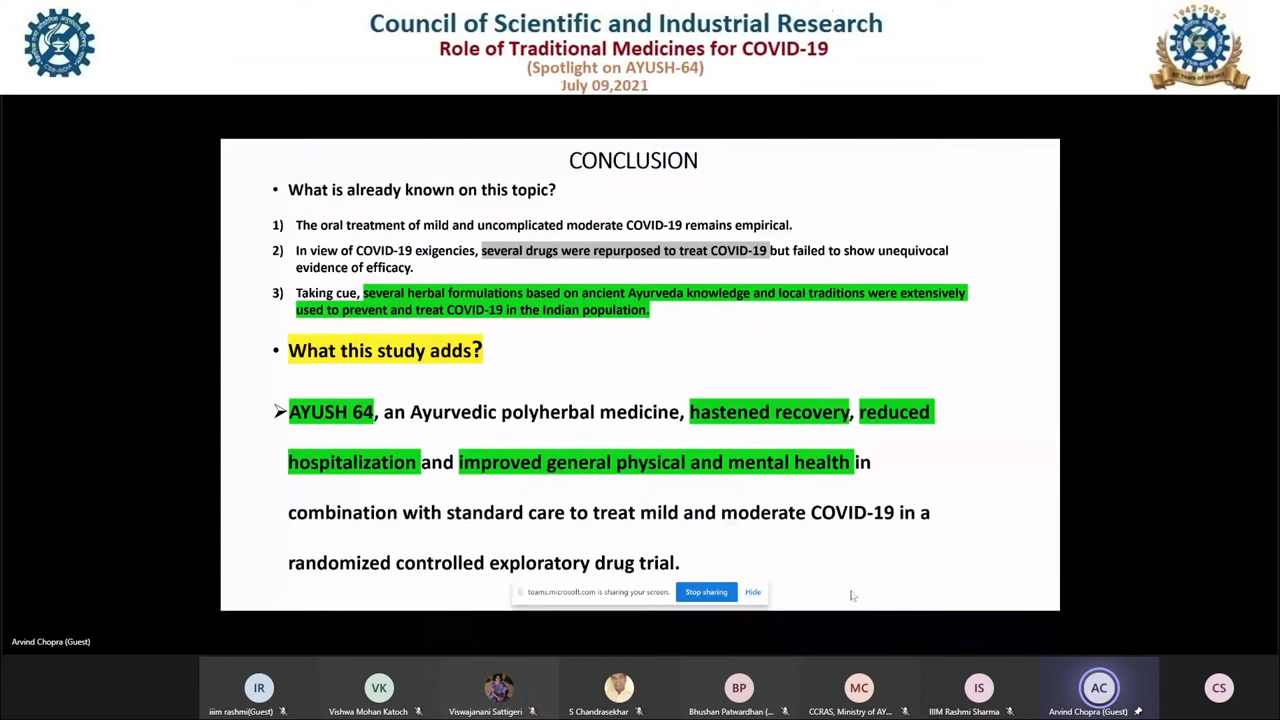 Council of Scientific and Industrial Research
Role of Traditional Medicines for COVID-19
(Spotlight on AYUSH-64)
July 09,2021
1942-2022
CONCLUSION
• What is already known on this topic?
1) The oral treatment of mild and uncomplicated moderate COVID-19 remains empirical.
2) In view of COVID-19 exigencies, several drugs were repurposed to treat COVID-19 but failed to show unequivocal
evidence of efficacy.
3) Taking cue, several herbal formulations based on ancient Ayurveda knowledge and local traditions were extensively
used to prevent and treat COVID-19 in the Indian population.
• What this study adds?
➢AYUSH 64, an Ayurvedic polyherbal medicine, hastened recovery, reduced
hospitalization and improved general physical and mental health in
combination with standard care to treat mild and moderate COVID-19 in a
randomized controlled exploratory drug trial.
teams.microsoft.com is sharing your screen. Stop sharing Hide
Arvind Chopra (Guest)
IR VK BP MC IS AC CS
iiim rashmi(Guest) Vishwa Mohan Katoch Viswajanani Sattigeri S Chandrasekhar Bhushan Patwardhan (... CCRAS, Ministry of AY... IIIM Rashmi Sharma Arvind Chopra (Guest)